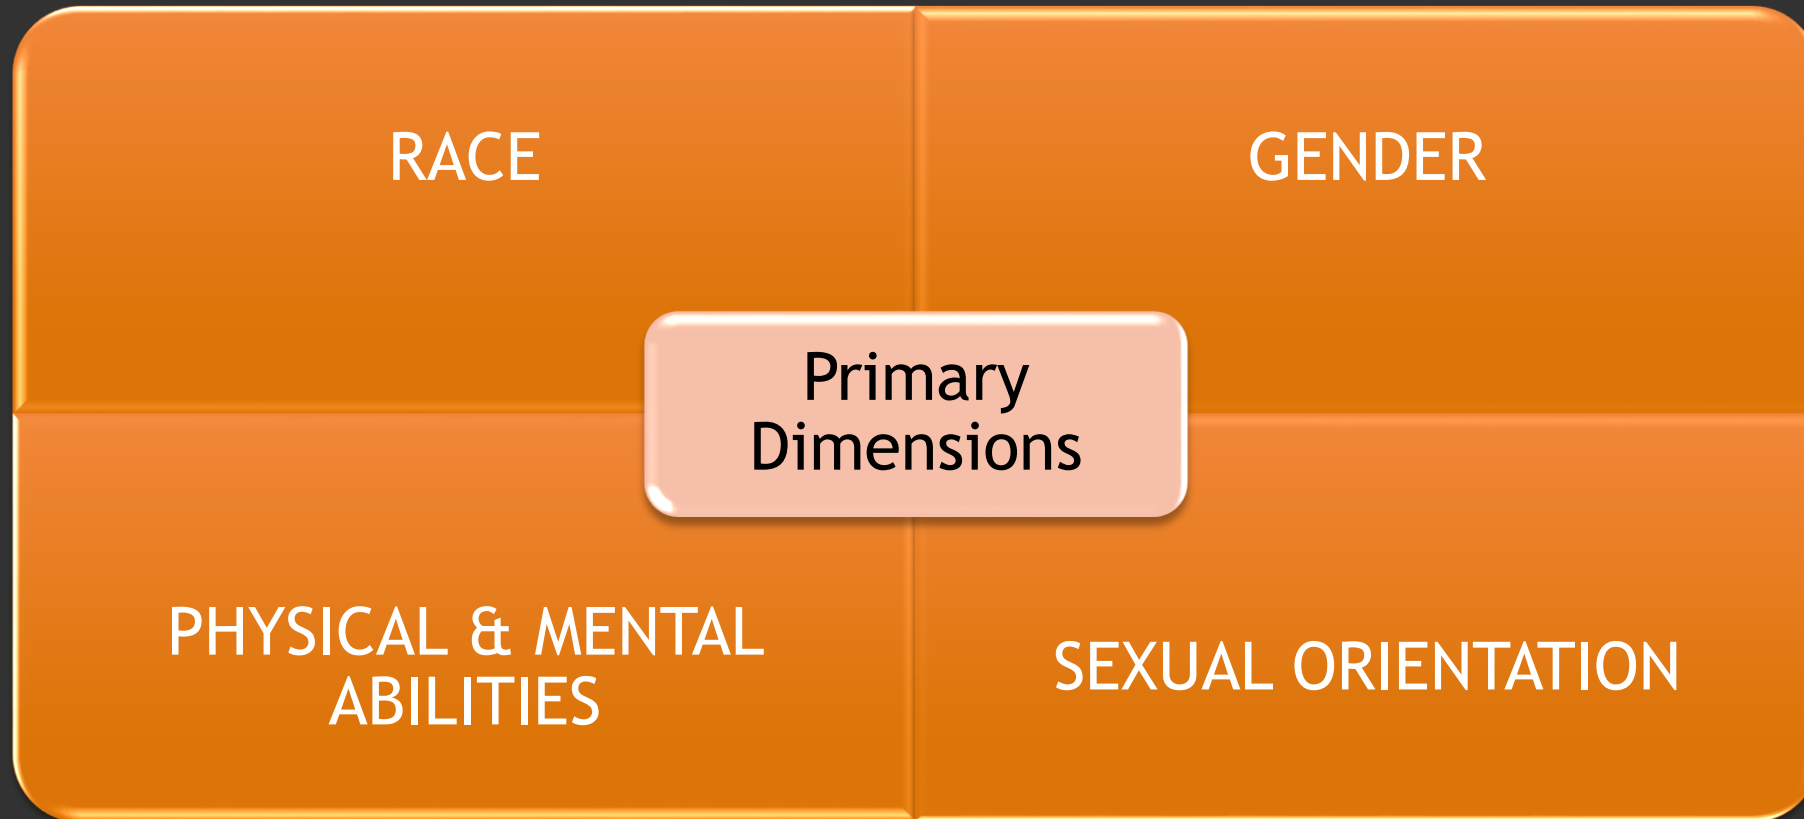 RACE
GENDER
Primary
Dimensions
PHYSICAL & MENTAL
ABILITIES
SEXUAL ORIENTATION